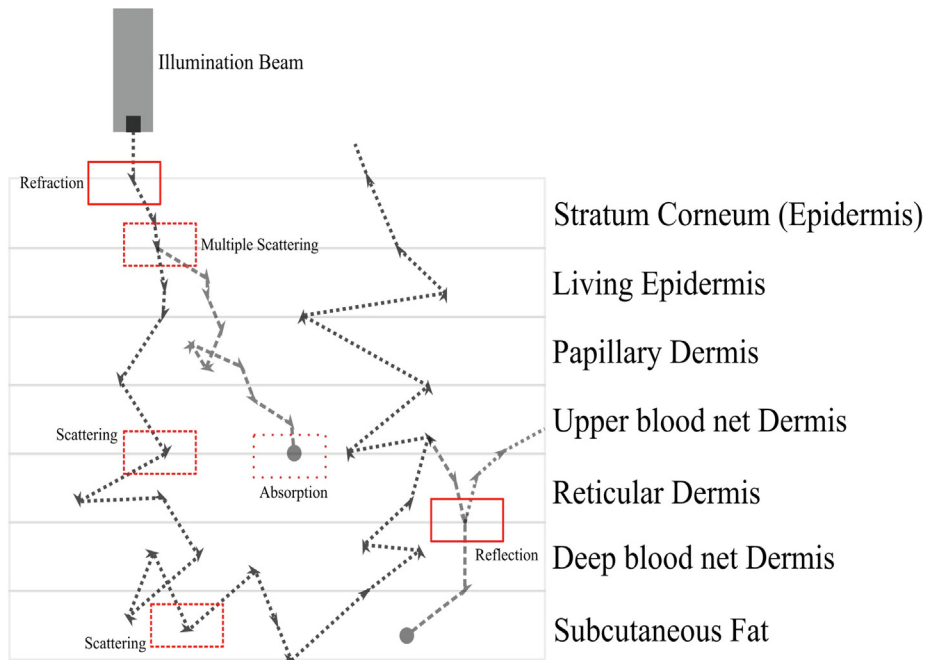 Illumination Beam
Refraction
Stratum Corneum (Epidermis)
Multiple Scattering
Living Epidermis
Papillary Dermis
Upper blood net Dermis
Scattering
Absorption
Reticular Dermis
Reflection
Deep blood net Dermis
Scattering
Subcutaneous Fat